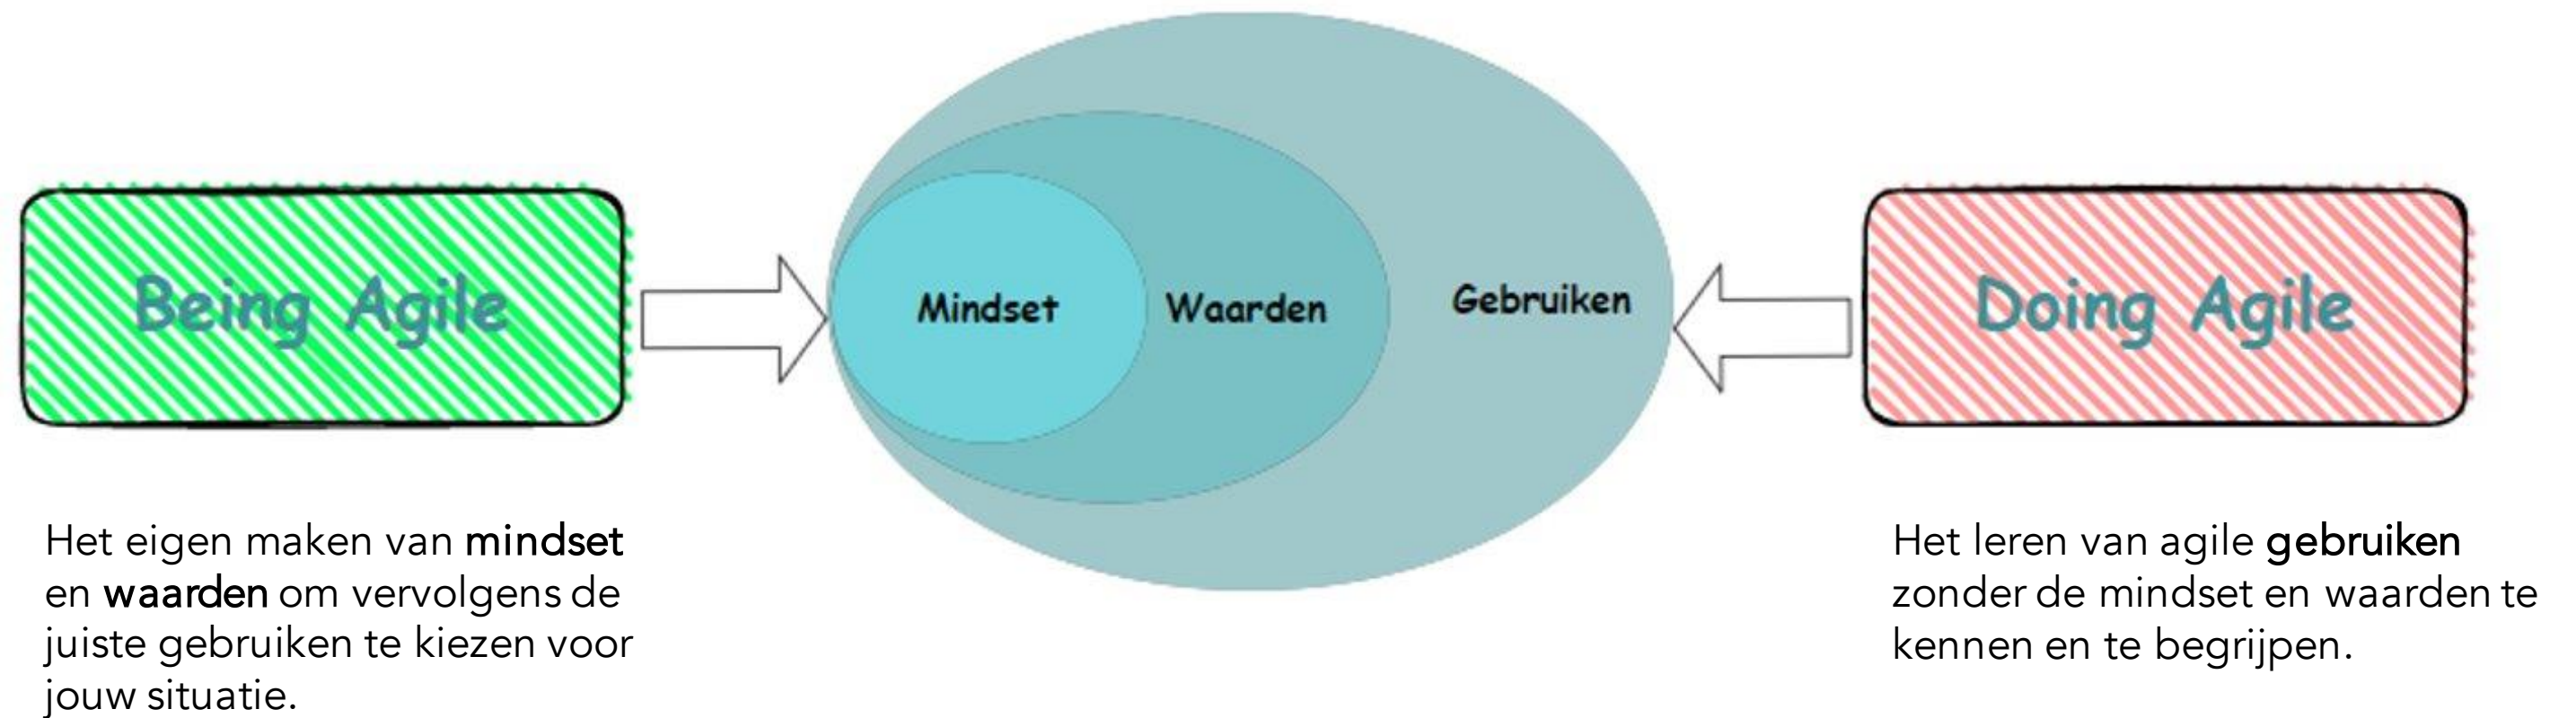 Being Agile
Mindset
Waarden
Gebruiken
Doing Agile
Het eigen maken van mindset
en waarden om vervolgens de
juiste gebruiken te kiezen voor
jouw situatie.
Het leren van agile gebruiken
zonder de mindset en waarden te
kennen en te begrijpen.